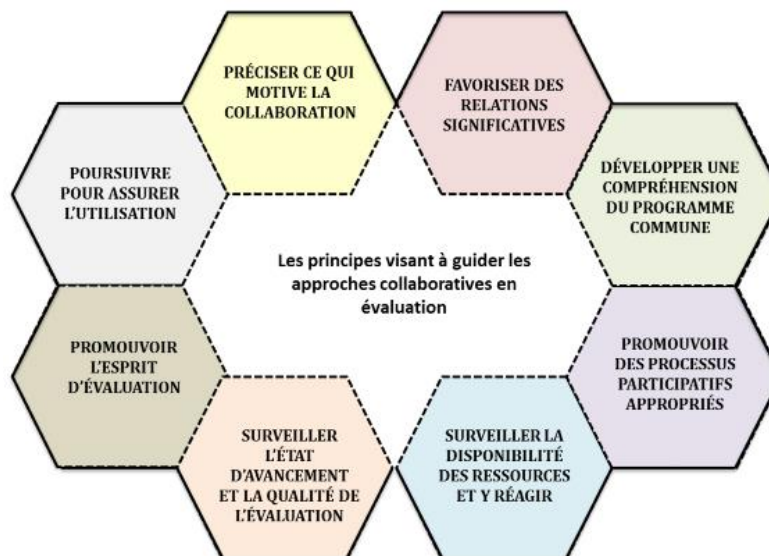 PRÉCISER CE QUI
MOTIVE LA
COLLABORATION
FAVORISER DES
RELATIONS
SIGNIFICATIVES
DÉVELOPPER UNE
COMPRÉHENSION
DU PROGRAMME
COMMUNE
PROMOUVOIR
DES PROCESSUS
PARTICIPATIFS
APPROPRIÉS
SURVEILLER LA
DISPONIBILITÉ
DES RESSOURCES
ET Y RÉAGIR
SURVEILLER
L'ÉTAT
D'AVANCEMENT
ET LA QUALITÉ DE
L'ÉVALUATION
PROMOUVOIR
L'ESPRIT
D'ÉVALUATION
POURSUIVRE
POUR ASSURER
L'UTILISATION
Les principes visant à guider les
approches collaboratives en
évaluation